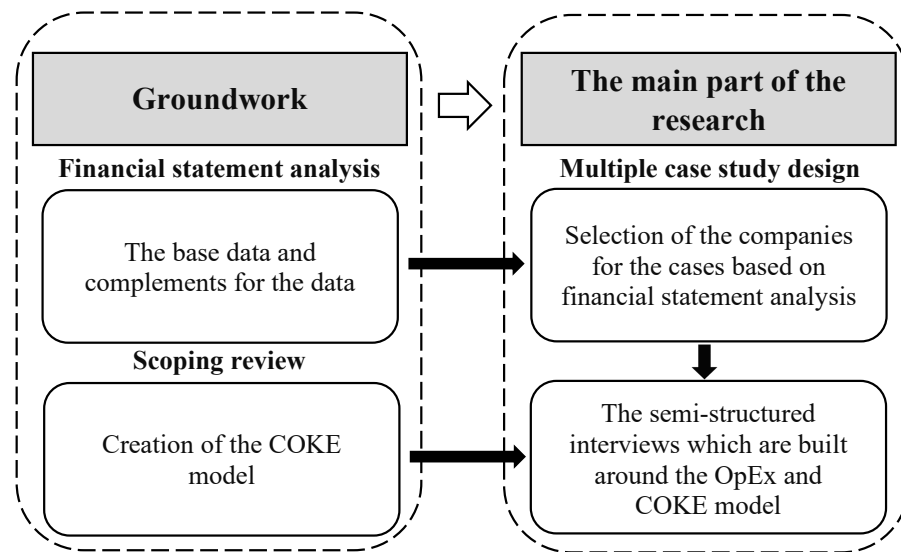 Groundwork
Financial statement analysis
The base data and
complements for the data
Scoping review
Creation of the COKE
model
The main part of the
research
Multiple case study design
Selection of the companies
for the cases based on
financial statement analysis
The semi-structured
interviews which are built
around the OpEx and
COKE model